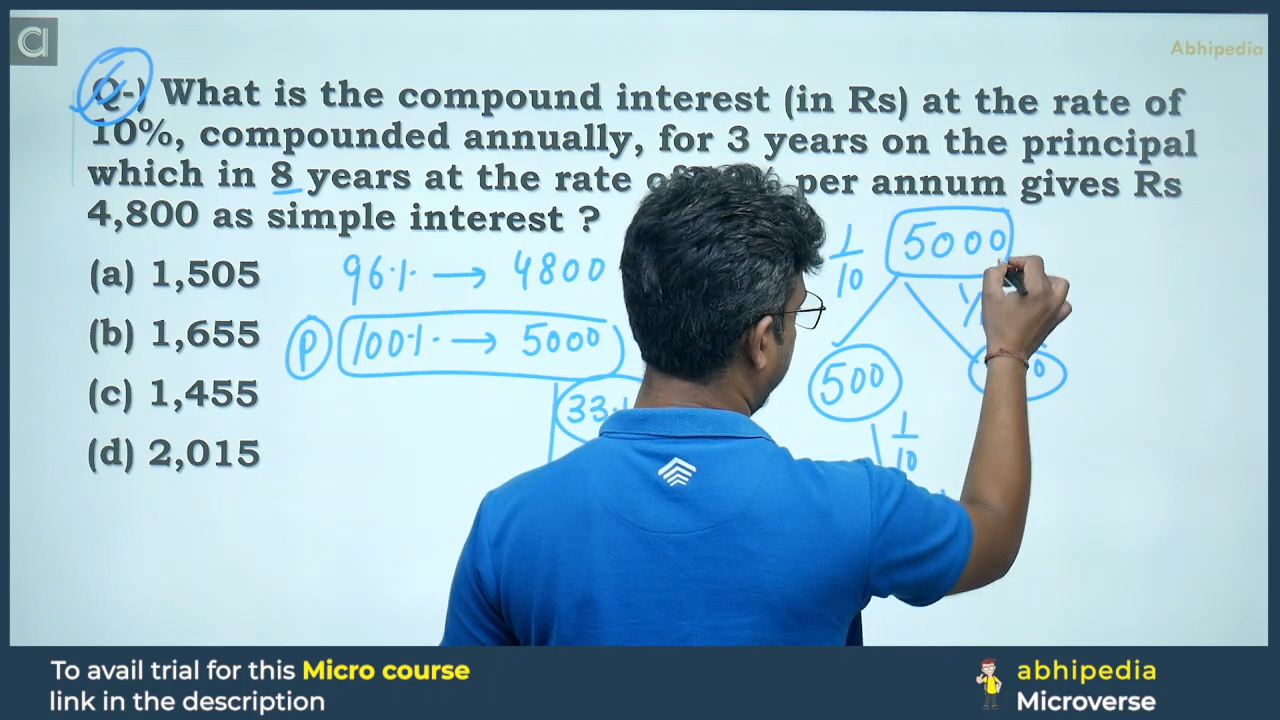 Abhipedia
Q-) What is the compound interest (in Rs) at the rate of
10%, compounded annually, for 3 years on the principal
which in 8 years at the rate per annum gives Rs
4,800 as simple interest ?
(a) 1,505
(b) 1,655
(c) 1,455
(d) 2,015
96% → 4800
P 100% → 5000
33.1
1/10
5000
500
1/10
To avail trial for this Micro course
link in the description
abhipedia
Microverse